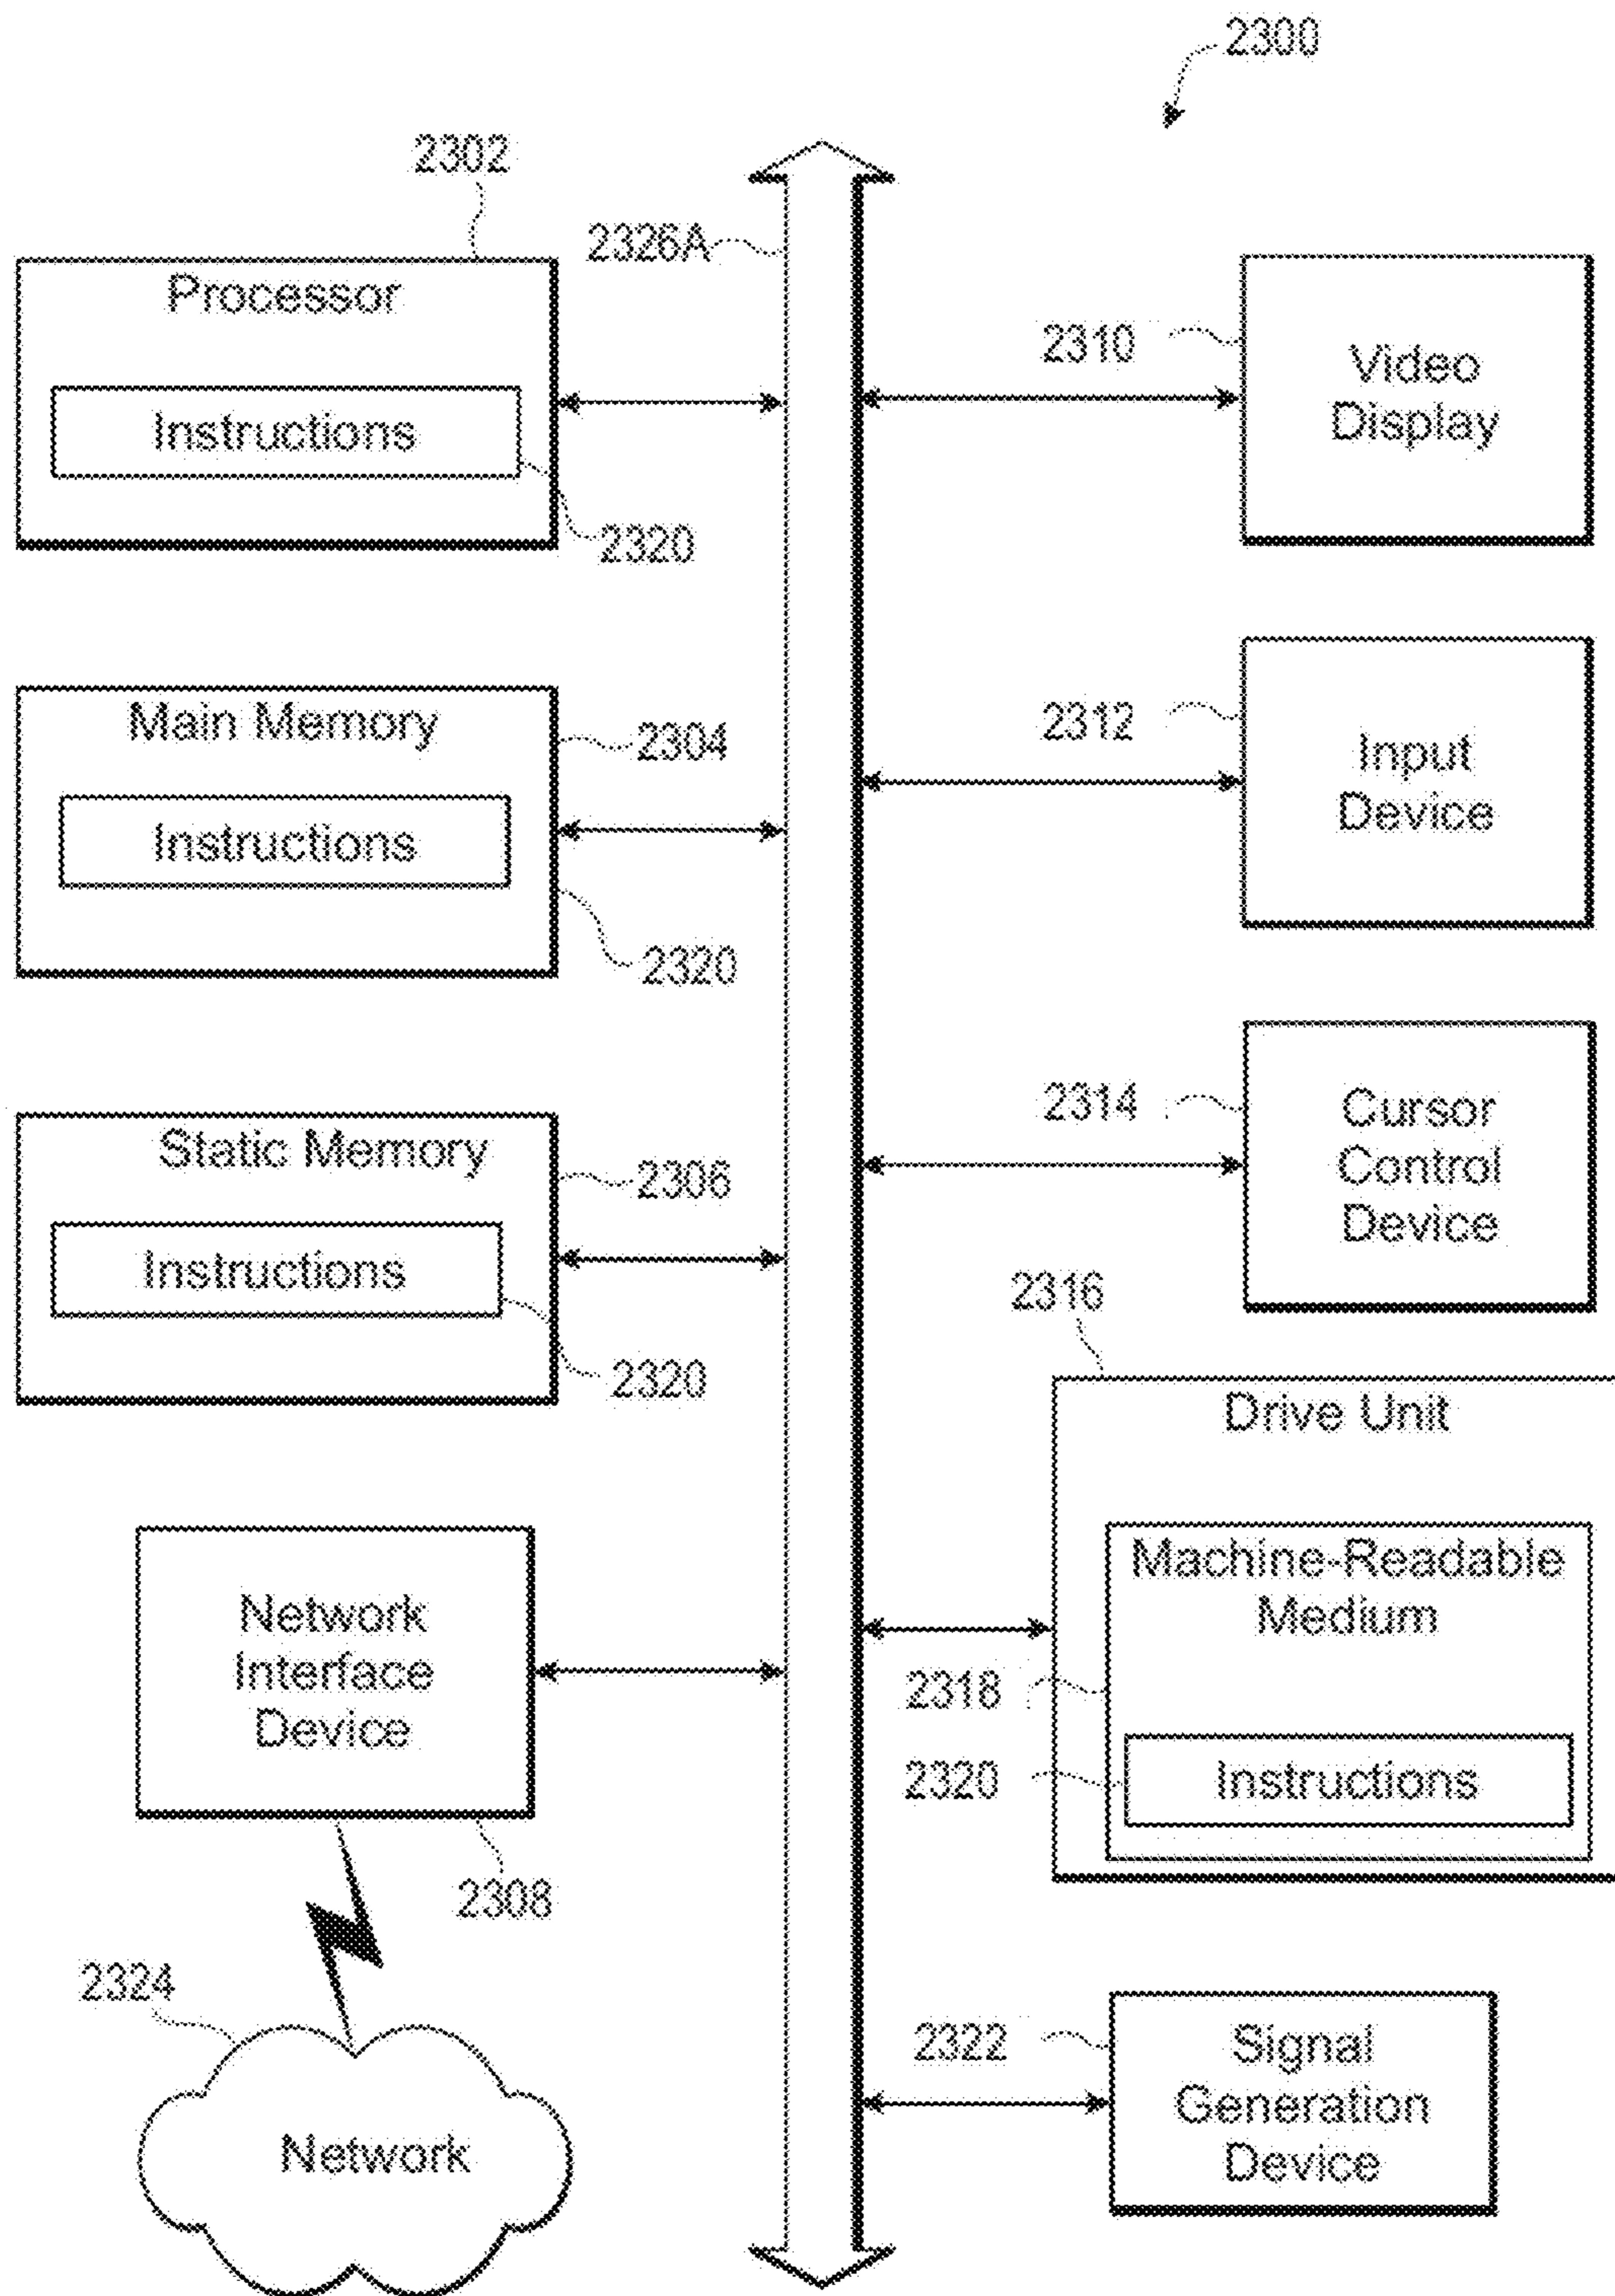 2300
2302
2326A
Processor
Instructions
2320
2310
Video
Display
Main Memory
2304
Instructions
2320
2312
Input
Device
Static Memory
2306
Instructions
2320
2314
Cursor
Control
Device
2316
Drive Unit
Machine-Readable
Medium
2318
2320
Instructions
Network
Interface
Device
2308
2324
Network
2322
Signal
Generation
Device